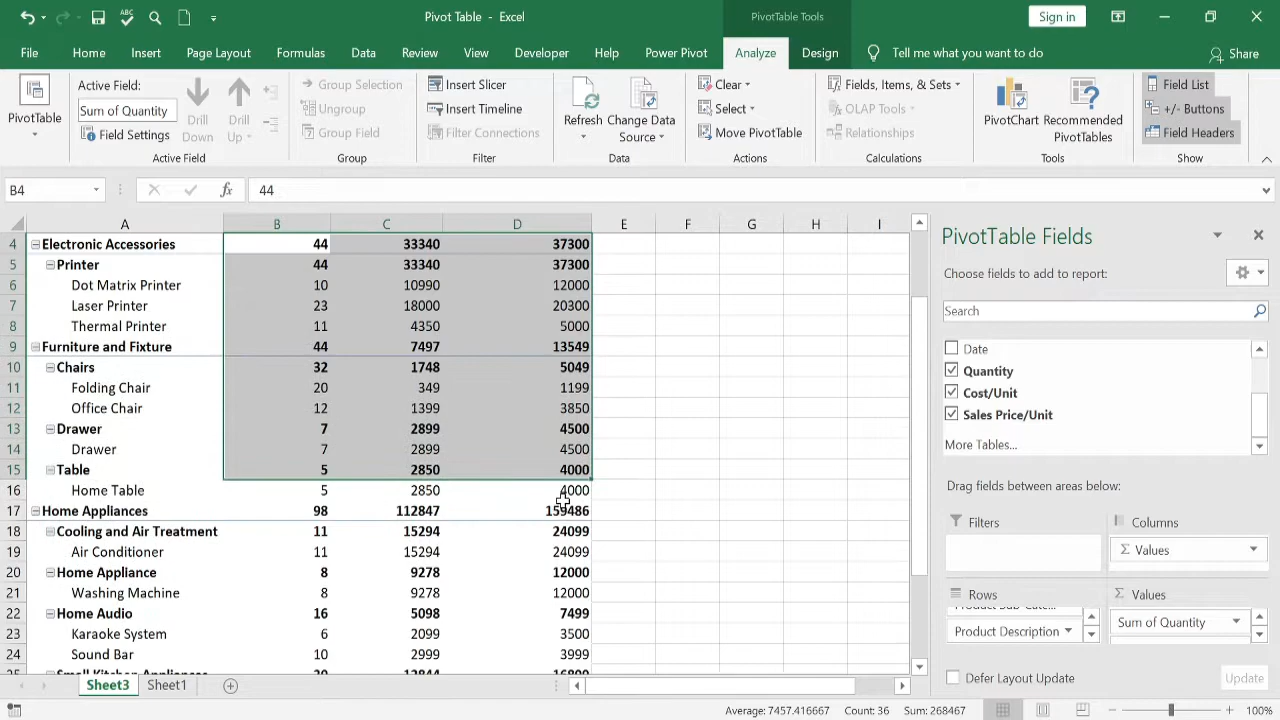 Pivot Table - Excel
PivotTable Tools
Sign in
File Home Insert Page Layout Formulas Data Review View Developer Help Power Pivot Analyze Design Tell me what you want to do Share
PivotTable
Active Field:
Sum of Quantity
Field Settings
Drill Down
Drill Up
Active Field
Group Selection
Ungroup
Group Field
Group
Insert Slicer
Insert Timeline
Filter Connections
Filter
Refresh
Change Data Source
Data
Clear
Select
Move PivotTable
Actions
Fields, Items, & Sets
OLAP Tools
Relationships
Calculations
PivotChart
Recommended PivotTables
Tools
Field List
+/- Buttons
Field Headers
Show
B4 fx 44
A B C D E F G H I
4 Electronic Accessories 44 33340 37300
5 Printer 44 33340 37300
6 Dot Matrix Printer 10 10990 12000
7 Laser Printer 23 18000 20300
8 Thermal Printer 11 4350 5000
9 Furniture and Fixture 44 7497 13549
10 Chairs 32 1748 5049
11 Folding Chair 20 349 1199
12 Office Chair 12 1399 3850
13 Drawer 7 2899 4500
14 Drawer 7 2899 4500
15 Table 5 2850 4000
16 Home Table 5 2850 4000
17 Home Appliances 98 112847 159486
18 Cooling and Air Treatment 11 15294 24099
19 Air Conditioner 11 15294 24099
20 Home Appliance 8 9278 12000
21 Washing Machine 8 9278 12000
22 Home Audio 16 5098 7499
23 Karaoke System 6 2099 3500
24 Sound Bar 10 2999 3999
Sheet3 Sheet1
PivotTable Fields
Choose fields to add to report:
Search
Date
Quantity
Cost/Unit
Sales Price/Unit
More Tables...
Drag fields between areas below:
Filters
Columns
Σ Values
Rows
Product Description
Σ Values
Sum of Quantity
Defer Layout Update
Update
Average: 7457.416667 Count: 36 Sum: 268467
100%